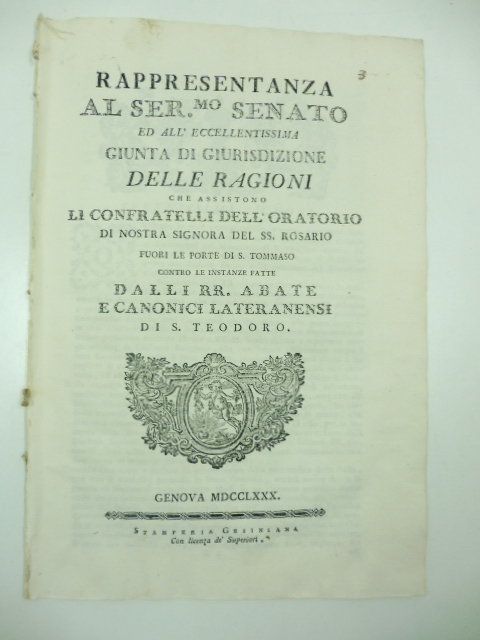 3
RAPPRESENTANZA
AL SER.MO SENATO
ED ALL' ECCELLENTISSIMA
GIUNTA DI GIURISDIZIONE
DELLE RAGIONI
CHE ASSISTONO
LI CONFRATELLI DELL' ORATORIO
DI NOSTRA SIGNORA DEL SS. ROSARIO
FUORI LE PORTE DI S. TOMMASO
CONTRO LE INSTANZE FATTE
DALLI RR. ABATE
E CANONICI LATERANENSI
DI S. TEODORO.
GENOVA MDCCLXXX.
STAMPERIA GESINIANA
Con licenza de' Superiori.